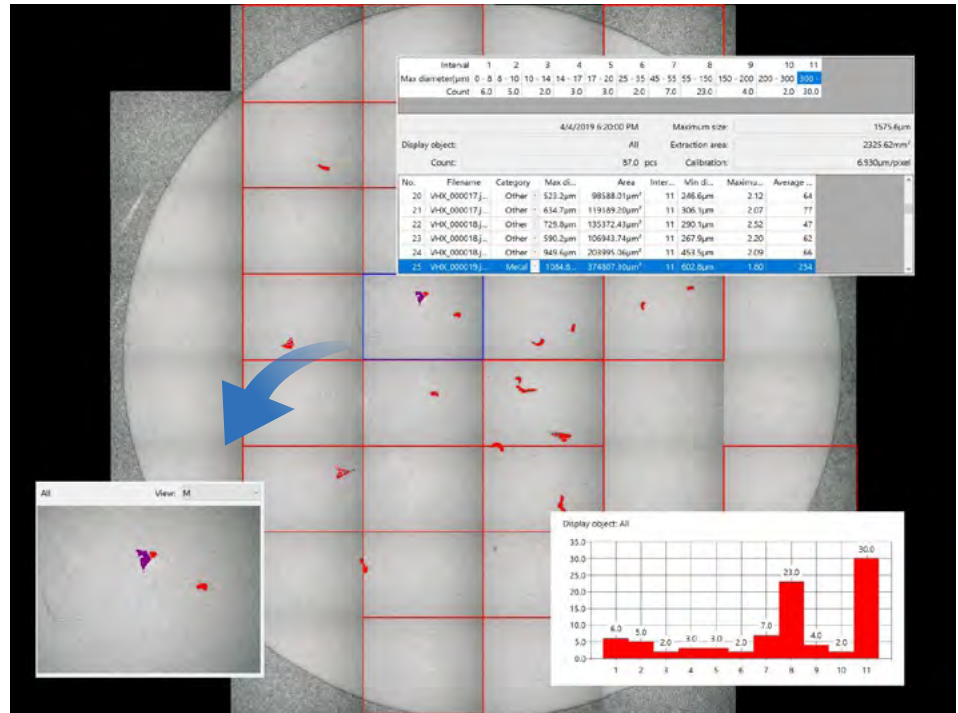 Interval 1 2 3 4 5 6 7 8 9 10 11
Max diameter(µm) 0 - 8 8 - 10 10 - 14 14 - 17 17 - 20 25 - 35 45 - 55 55 - 150 150 - 200 200 - 300 300 -
Count 6.0 5.0 2.0 3.0 3.0 2.0 7.0 23.0 4.0 2.0 30.0
4/4/2019 6:20:00 PM Maximum size: 1575.6µm
Display object: All Extraction area: 2325.62mm²
Count: 87.0 pcs Calibration: 6.930µm/pixel
No. Filename Category Max di... Area Inter... Min di... Maximu... Average ...
20 VHX_000017.j... Other 523.2µm 98588.01µm² 11 246.6µm 2.12 64
21 VHX_000017.j... Other 634.7µm 119389.20µm² 11 306.1µm 2.07 77
22 VHX_000018.j... Other 729.8µm 135372.43µm² 11 290.1µm 2.52 47
23 VHX_000018.j... Other 590.2µm 106943.74µm² 11 267.9µm 2.20 62
24 VHX_000018.j... Other 949.6µm 203995.06µm² 11 453.5µm 2.09 66
25 VHX_000019.j... Metal 1084.8... 374807.30µm² 11 602.8µm 1.80 254
All View: M
Display object: All
35.0
30.0 30.0
25.0 23.0
20.0
15.0
10.0
5.0 6.0 5.0 2.0 3.0 3.0 2.0 7.0 4.0 2.0
0.0
1 2 3 4 5 6 7 8 9 10 11